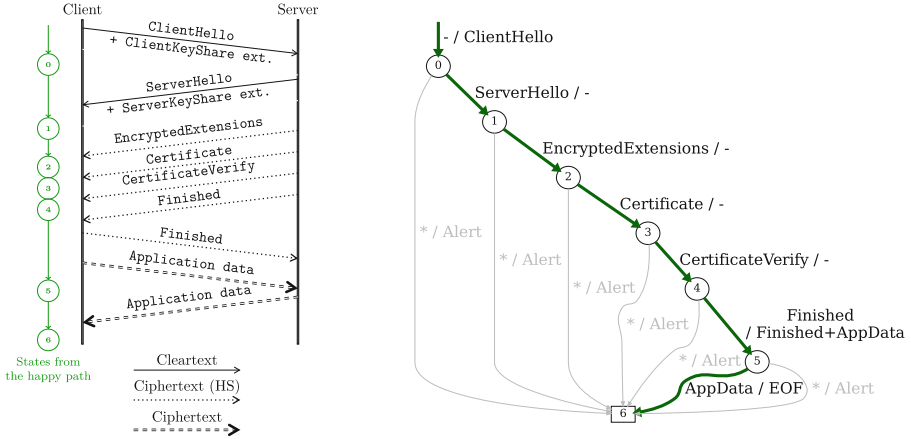 Client
Server
ClientHello
+ ClientKeyShare ext.
0
ServerHello
+ ServerKeyShare ext.
1
EncryptedExtensions
2
Certificate
3
CertificateVerify
4
Finished
Finished
Application data
5
Application data
6
States from
the happy path
Cleartext
Ciphertext (HS)
Ciphertext
- / ClientHello
0
ServerHello / -
1
EncryptedExtensions / -
2
Certificate / -
3
CertificateVerify / -
4
Finished
/ Finished+AppData
5
AppData / EOF
6
* / Alert
* / Alert
* / Alert
* / Alert
* / Alert
* / Alert